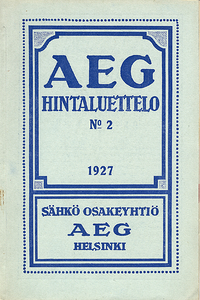 AEG
HINTALUETTELO
No 2
1927
SÄHKÖ OSAKEYHTIÖ
AEG
HELSINKI